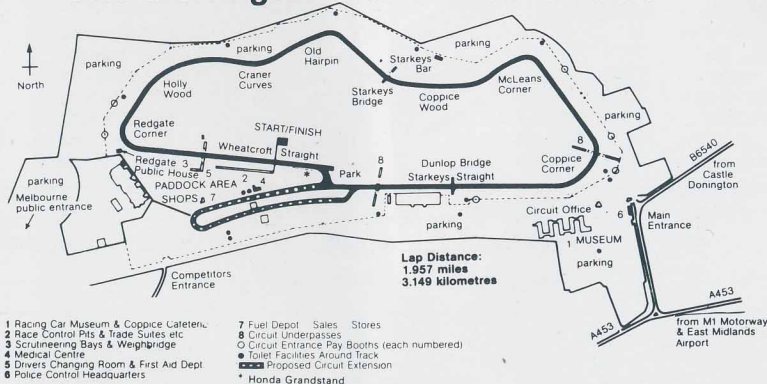 parking
parking
parking
Old
Hairpin
Starkeys
Bar
North
Craner
Curves
Holly
Wood
Starkeys
Bridge
Coppice
Wood
McLeans
Corner
parking
Redgate
Corner
START/FINISH
Wheatcroft Straight
8
B6540
from
Castle
Donington
Redgate 3
Public House 5
Park
8
Dunlop Bridge
Starkeys Straight
Coppice
Corner
parking
Melbourne
public entrance
PADDOCK AREA 2 4
SHOPS 7
*
Circuit Office
6
Main
Entrance
parking
1 MUSEUM
parking
Lap Distance:
1.957 miles
3.149 kilometres
Competitors
Entrance
A453
A453
from M1 Motorway
& East Midlands
Airport
1 Racing Car Museum & Coppice
2 Race Control Pits & Trade Suites etc
3 Scrutineering Bays & Weighbridge
4 Medical Centre
5 Drivers Changing Room & First Aid Dept
6 Police Control Headquarters
7 Fuel Depot Sales Stores
8 Circuit Underpasses
Circuit Entrance Pay Booths (each numbered)
Toilet Facilities Around Track
Proposed Circuit Extension
* Honda Grandstand